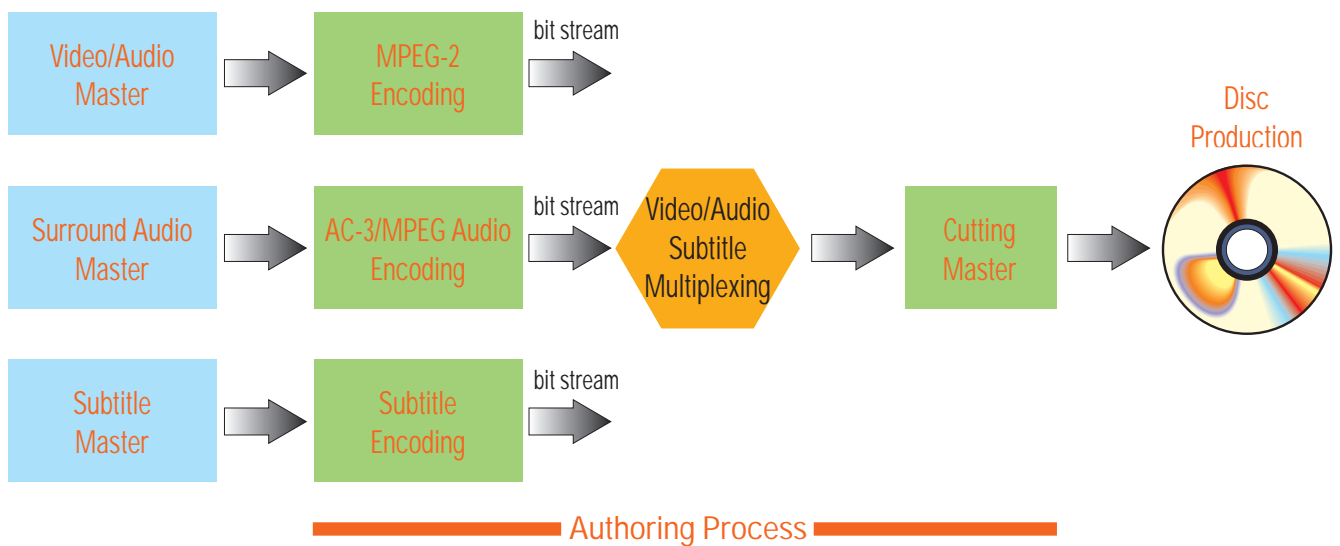 Video/Audio
Master
MPEG-2
Encoding
bit stream
Surround Audio
Master
AC-3/MPEG Audio
Encoding
bit stream
Video/Audio
Subtitle
Multiplexing
Cutting
Master
Disc
Production
Subtitle
Master
Subtitle
Encoding
bit stream
Authoring Process